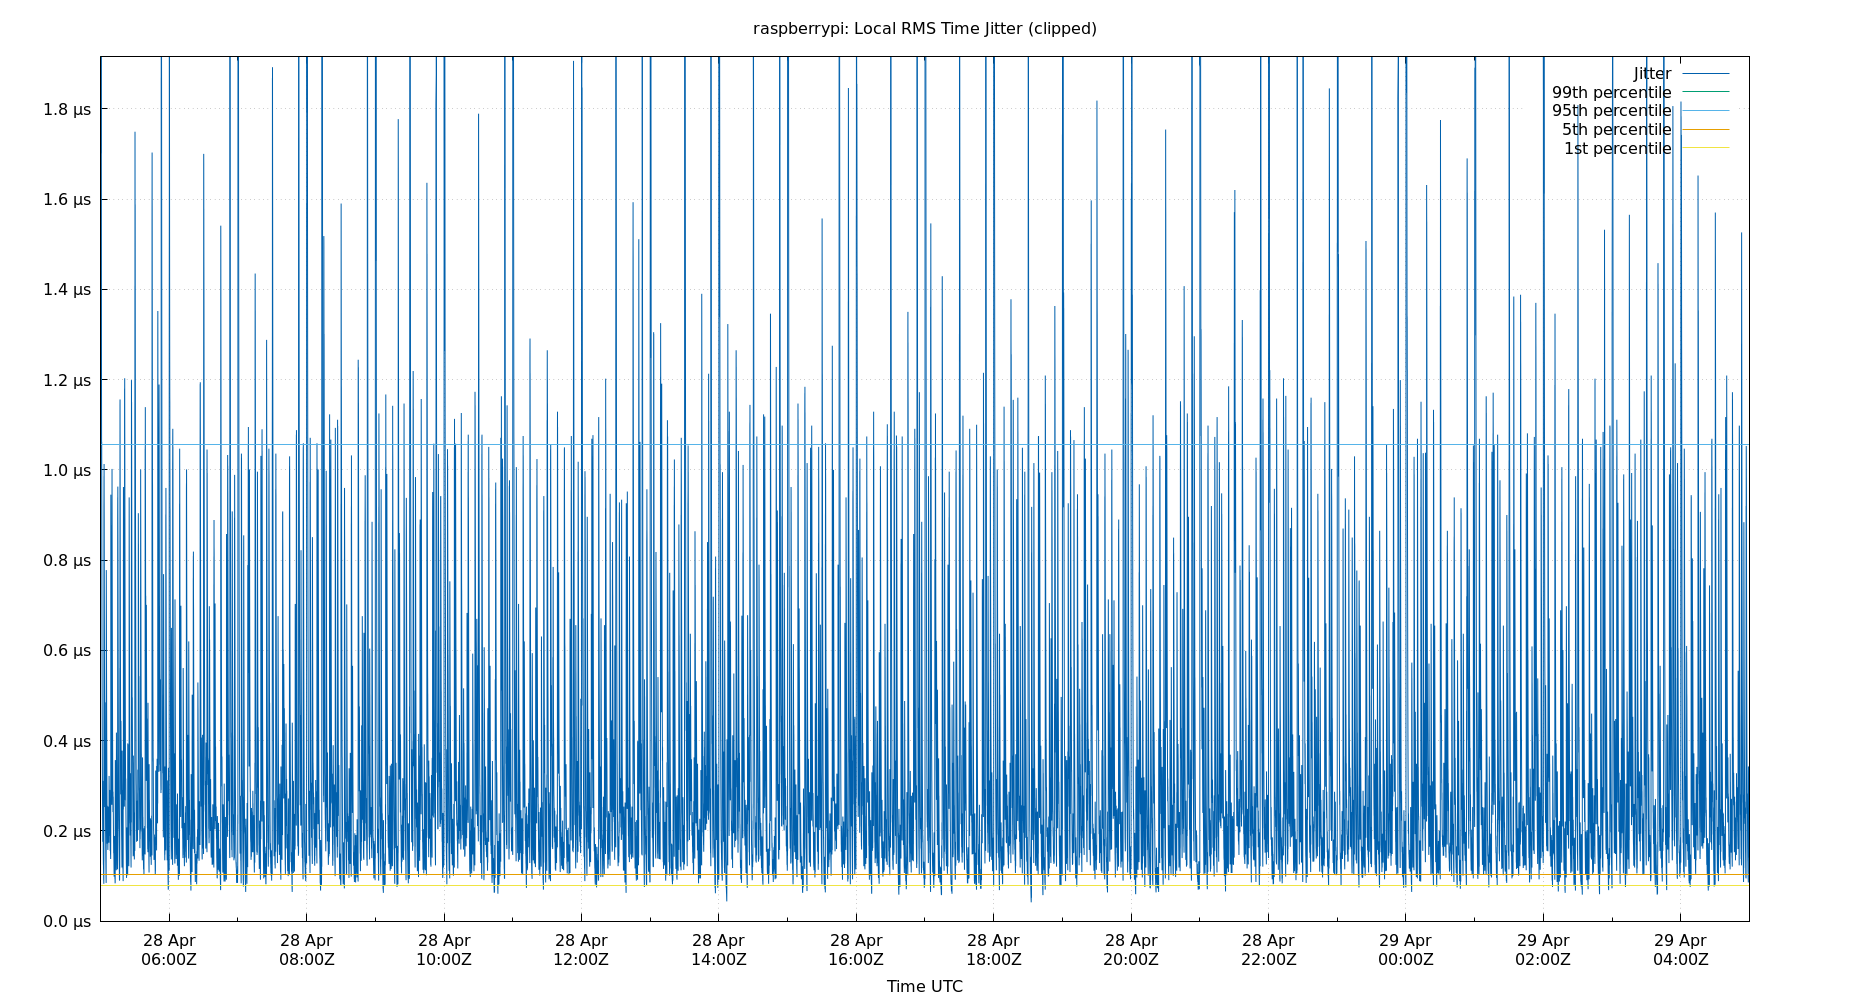 raspberrypi: Local RMS Time Jitter (clipped)
Jitter
99th percentile
95th percentile
5th percentile
1st percentile
1.8 μs
1.6 μs
1.4 μs
1.2 μs
1.0 μs
0.8 μs
0.6 μs
0.4 μs
0.2 μs
0.0 μs
28 Apr 28 Apr 28 Apr 28 Apr 28 Apr 28 Apr 28 Apr 28 Apr 28 Apr 29 Apr 29 Apr 29 Apr
06:00Z 08:00Z 10:00Z 12:00Z 14:00Z 16:00Z 18:00Z 20:00Z 22:00Z 00:00Z 02:00Z 04:00Z
Time UTC